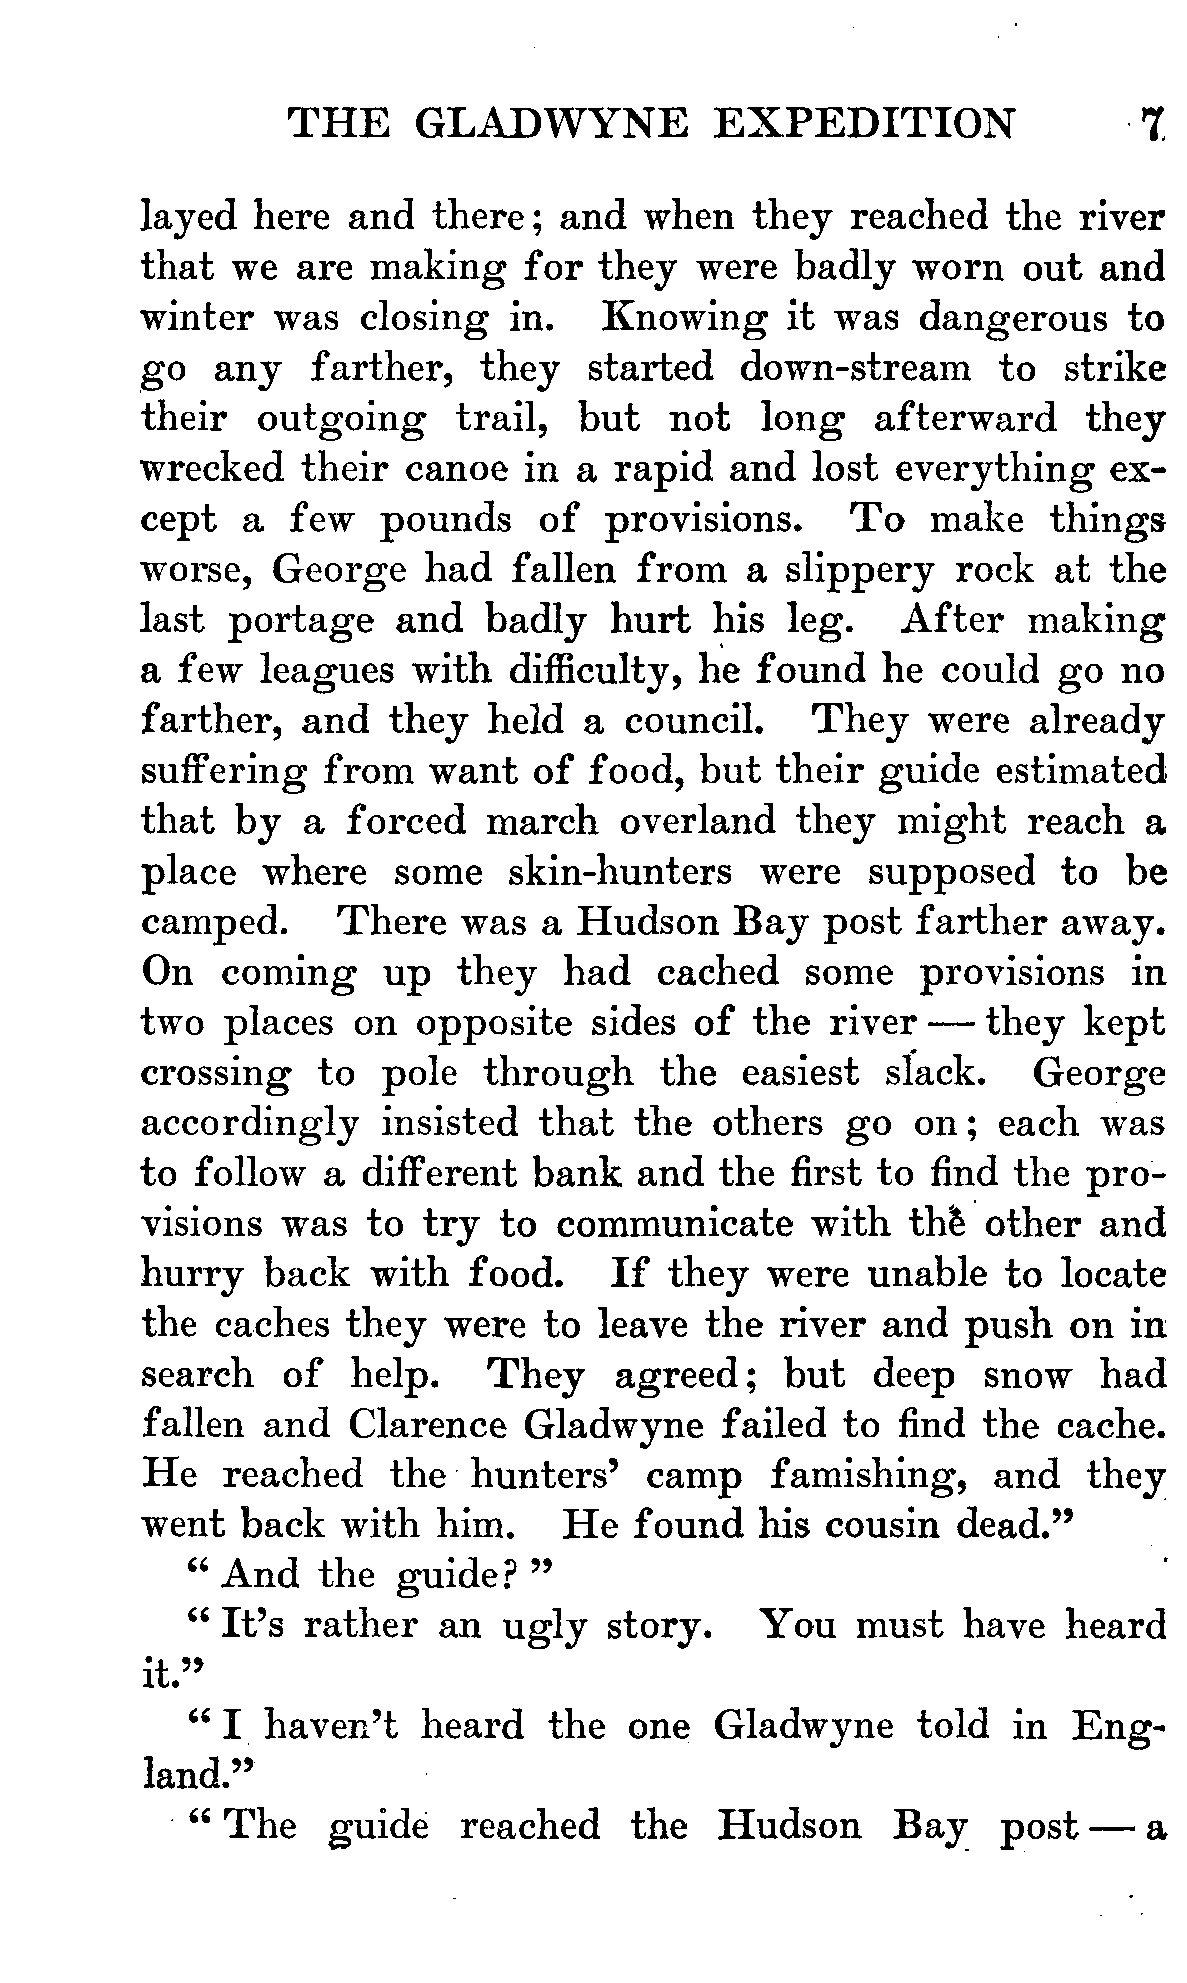 THE GLADWYNE EXPEDITION 7
layed here and there; and when they reached the river
that we are making for they were badly worn out and
winter was closing in. Knowing it was dangerous to
go any farther, they started down-stream to strike
their outgoing trail, but not long afterward they
wrecked their canoe in a rapid and lost everything ex-
cept a few pounds of provisions. To make things
worse, George had fallen from a slippery rock at the
last portage and badly hurt his leg. After making
a few leagues with difficulty, he found he could go no
farther, and they held a council. They were already
suffering from want of food, but their guide estimated
that by a forced march overland they might reach a
place where some skin-hunters were supposed to be
camped. There was a Hudson Bay post farther away.
On coming up they had cached some provisions in
two places on opposite sides of the river — they kept
crossing to pole through the easiest slack. George
accordingly insisted that the others go on; each was
to follow a different bank and the first to find the pro-
visions was to try to communicate with the other and
hurry back with food. If they were unable to locate
the caches they were to leave the river and push on in
search of help. They agreed; but deep snow had
fallen and Clarence Gladwyne failed to find the cache.
He reached the hunters' camp famishing, and they
went back with him. He found his cousin dead."
" And the guide? "
" It's rather an ugly story. You must have heard
it."
" I haven't heard the one Gladwyne told in Eng-
land."
" The guide reached the Hudson Bay post — a